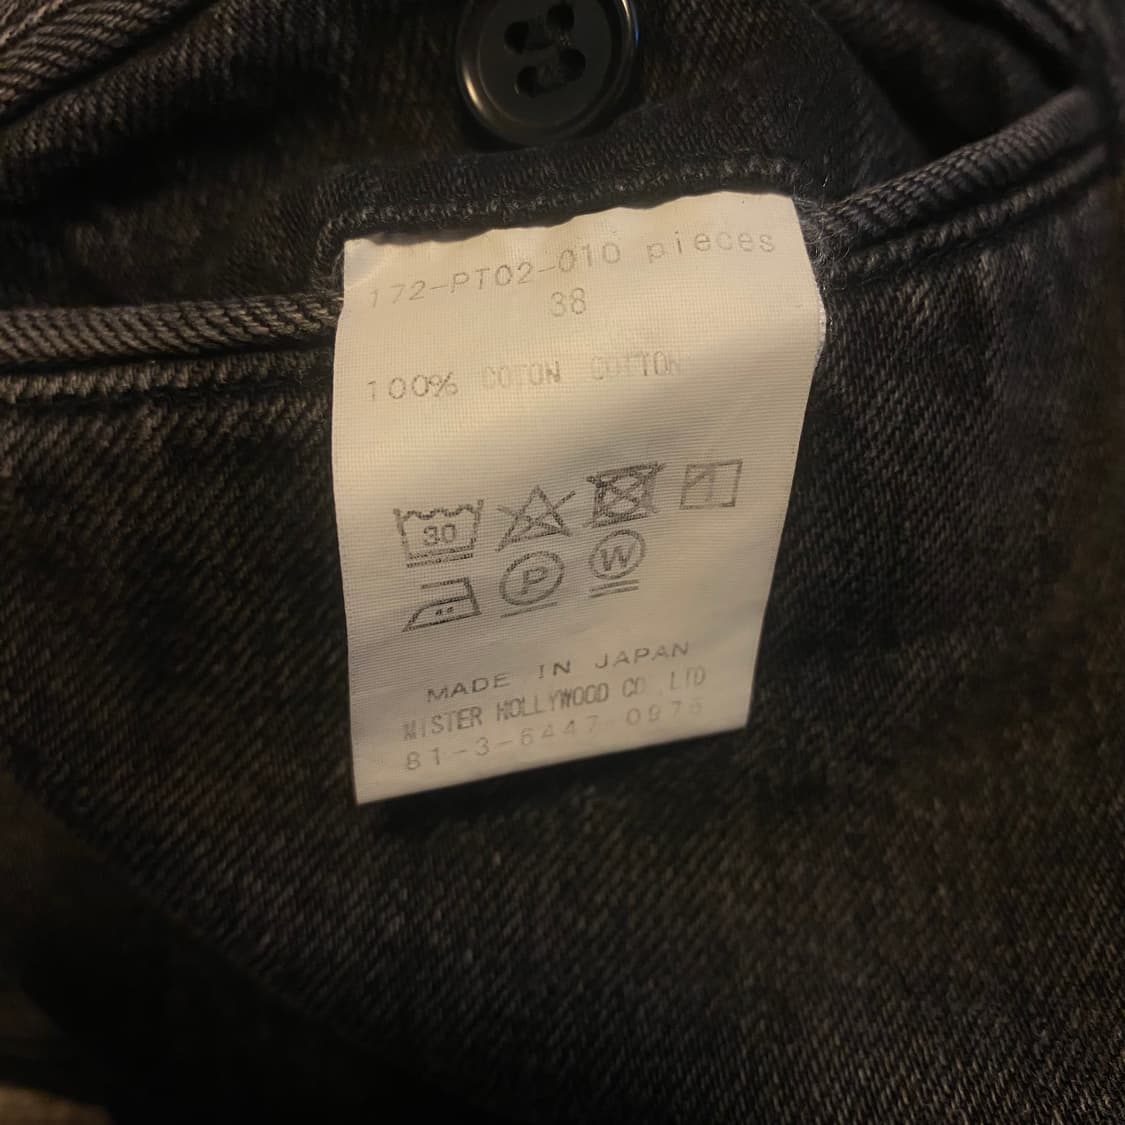 172-PT02-010 pieces
38
100% COTON COTTON
30
P W
MADE IN JAPAN
MISTER HOLLYWOOD CO.,LTD
81-3-6447-0976